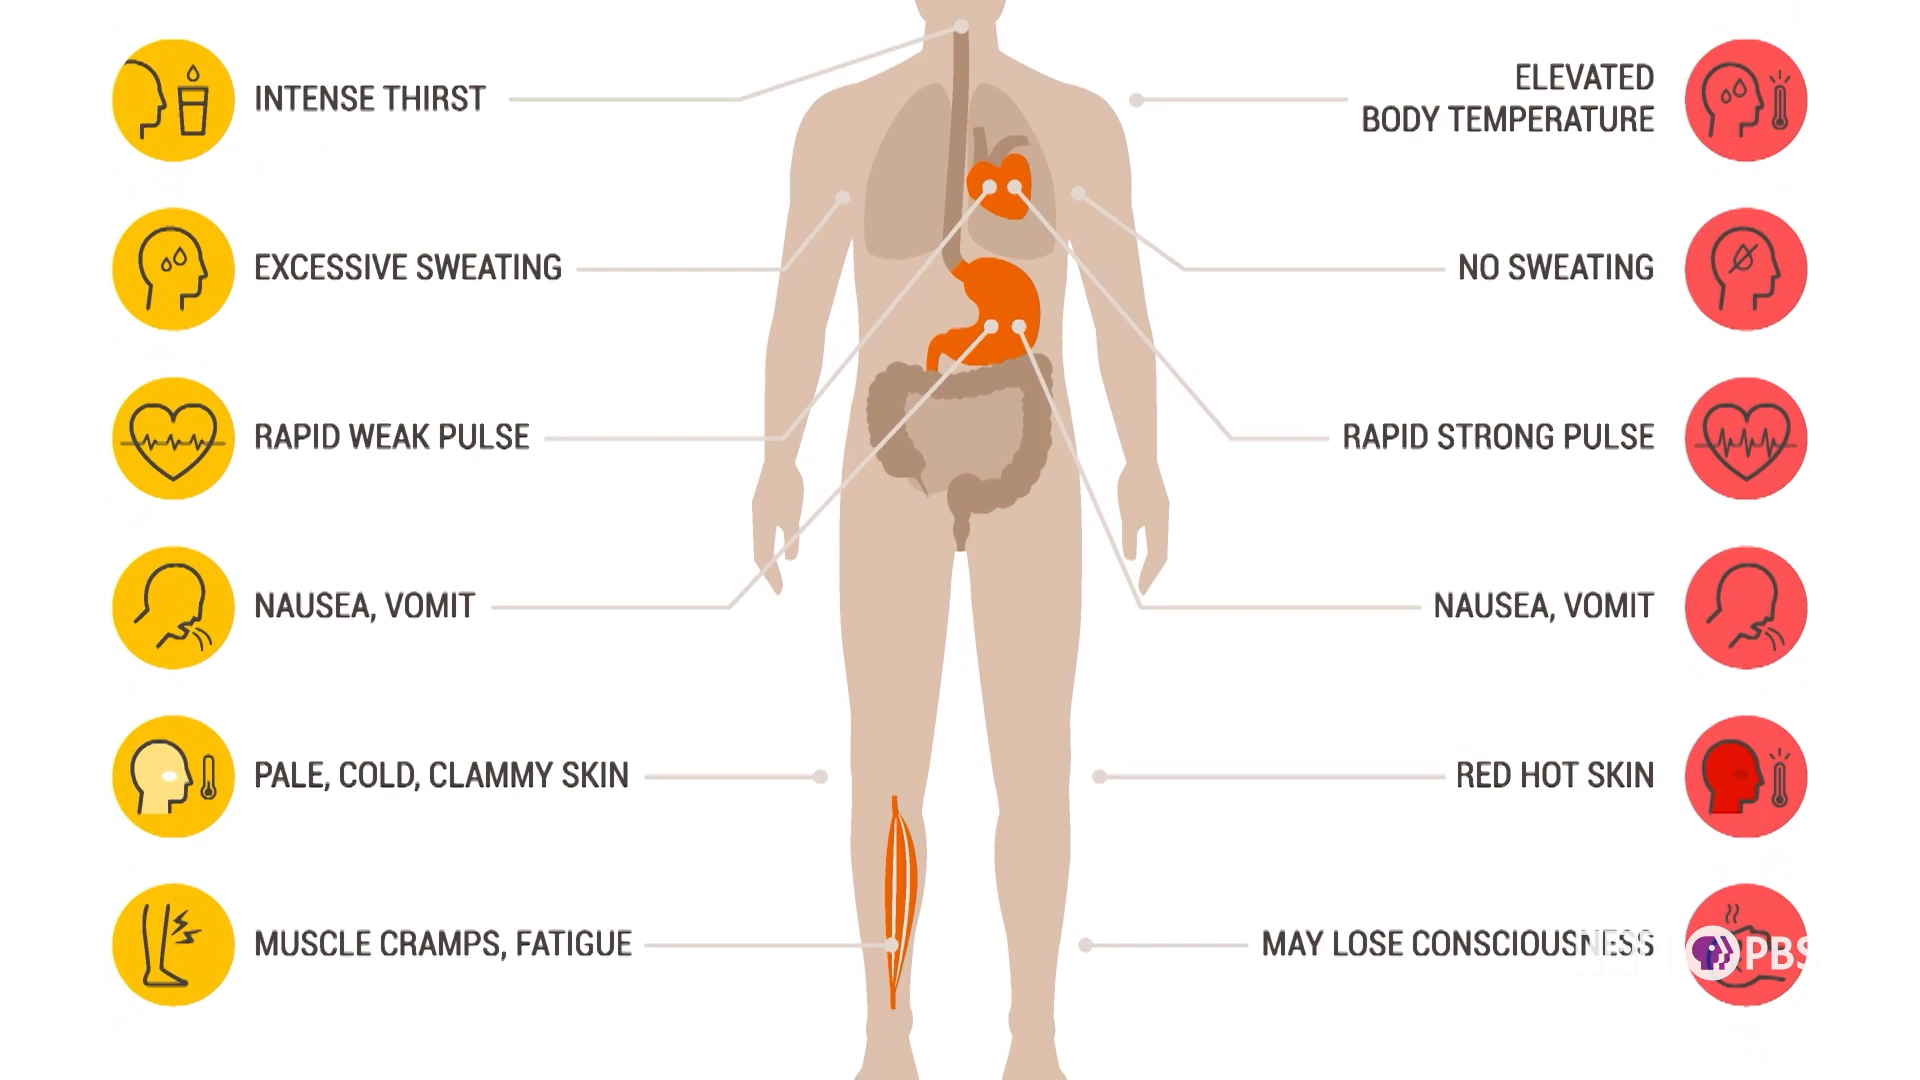 INTENSE THIRST
EXCESSIVE SWEATING
RAPID WEAK PULSE
NAUSEA, VOMIT
PALE, COLD, CLAMMY SKIN
MUSCLE CRAMPS, FATIGUE
ELEVATED
BODY TEMPERATURE
NO SWEATING
RAPID STRONG PULSE
NAUSEA, VOMIT
RED HOT SKIN
MAY LOSE CONSCIOUSNESS
PBS